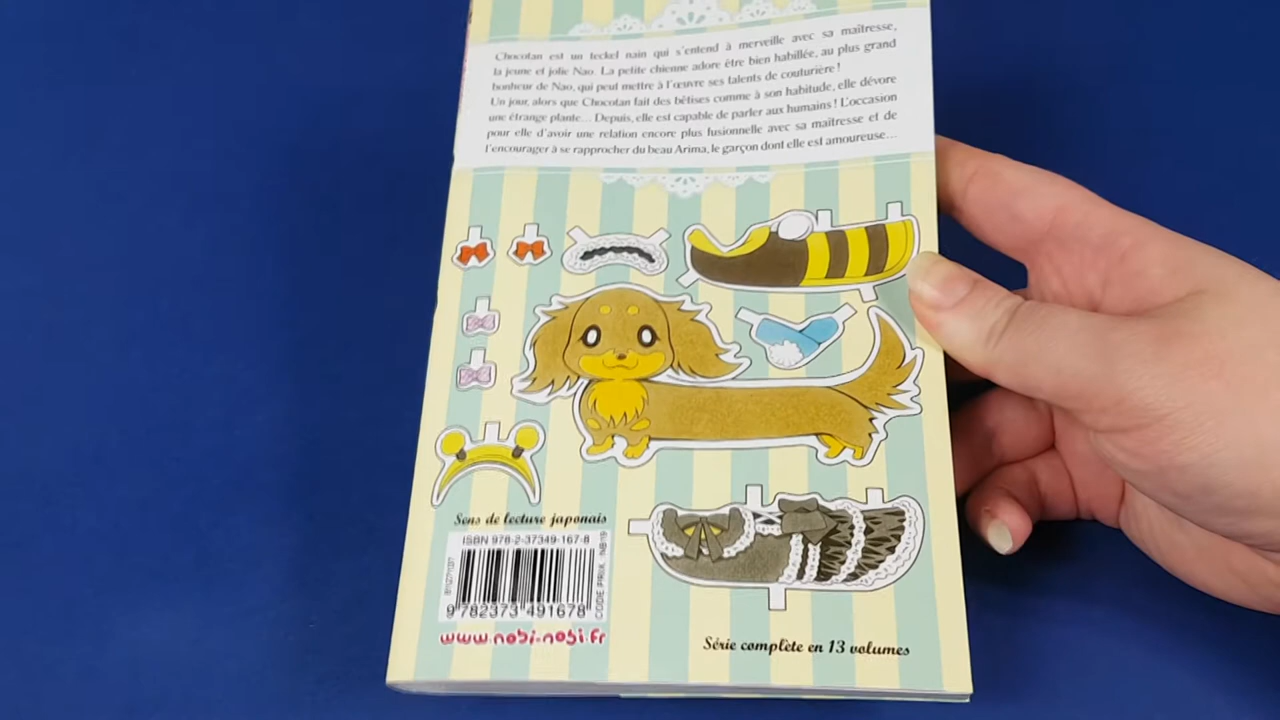 Chocotan est un teckel nain qui s'entend à merveille avec sa maîtresse,
la jeune et jolie Nao. La petite chienne adore être bien habillée, au plus grand
bonheur de Nao, qui peut mettre à l'œuvre ses talents de couturière !
Un jour, alors que Chocotan fait des bêtises comme à son habitude, elle dévore
une étrange plante... Depuis, elle est capable de parler aux humains ! L'occasion
pour elle d'avoir une relation encore plus fusionnelle avec sa maîtresse et de
l'encourager à se rapprocher du beau Arima, le garçon dont elle est amoureuse...
Sens de lecture japonais
ISBN 978-2-37349-167-8
9 782373 491678
CODE PRIX
www.nobi-nobi.fr
Série complète en 13 volumes